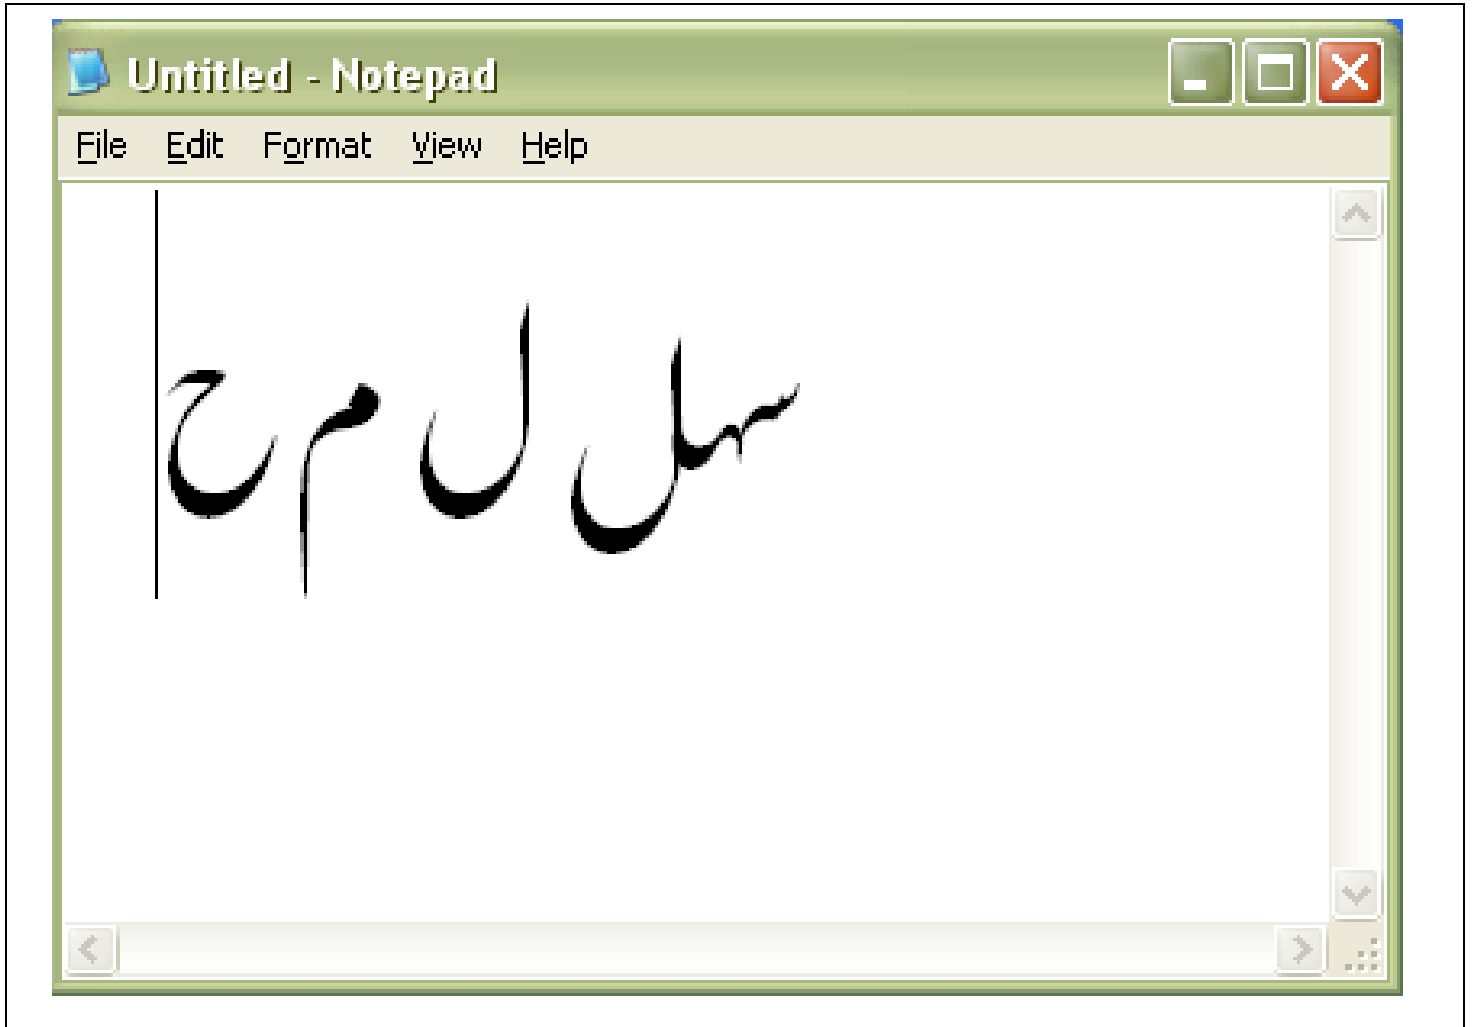 Untitled - Notepad
File Edit Format View Help
سہل ل م ح